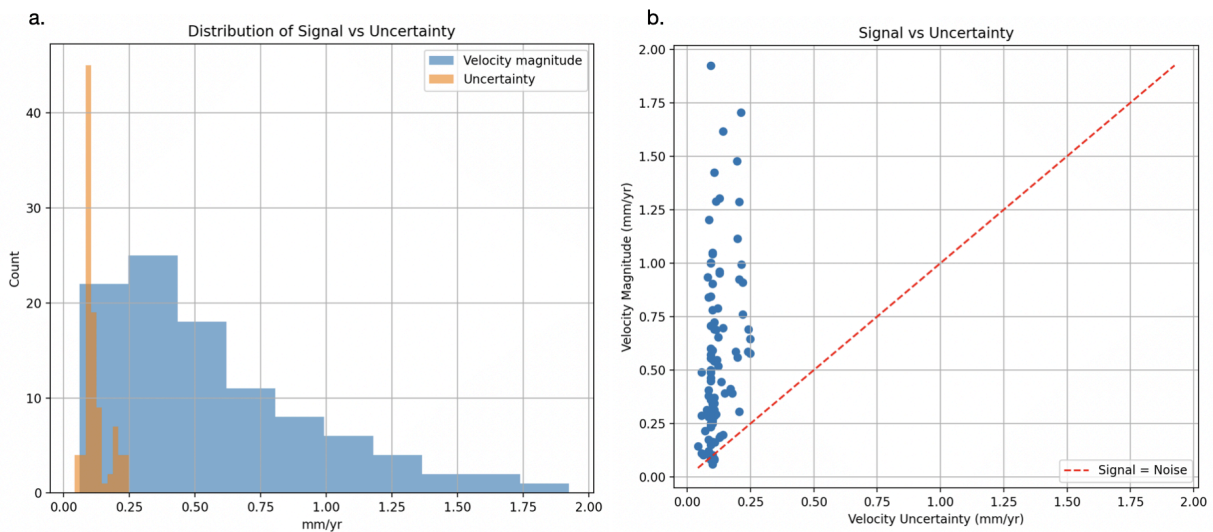 a.
Distribution of Signal vs Uncertainty
Velocity magnitude
Uncertainty
40
30
20
10
0
Count
0.00 0.25 0.50 0.75 1.00 1.25 1.50 1.75 2.00
mm/yr
b.
Signal vs Uncertainty
2.00
1.75
1.50
1.25
1.00
0.75
0.50
0.25
0.00
Velocity Magnitude (mm/yr)
Signal = Noise
0.00 0.25 0.50 0.75 1.00 1.25 1.50 1.75 2.00
Velocity Uncertainty (mm/yr)